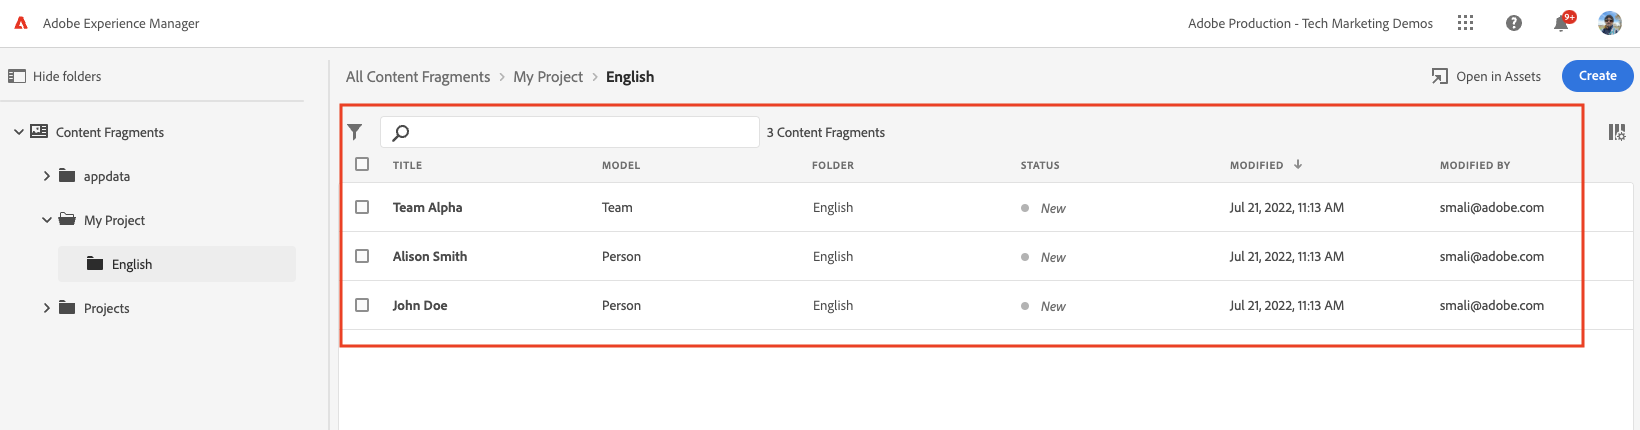 Adobe Experience Manager
Adobe Production - Tech Marketing Demos
9+
Hide folders
All Content Fragments > My Project > English
Open in Assets
Create
Content Fragments
appdata
My Project
English
Projects
3 Content Fragments
TITLE MODEL FOLDER STATUS MODIFIED MODIFIED BY
Team Alpha Team English New Jul 21, 2022, 11:13 AM smali@adobe.com
Alison Smith Person English New Jul 21, 2022, 11:13 AM smali@adobe.com
John Doe Person English New Jul 21, 2022, 11:13 AM smali@adobe.com